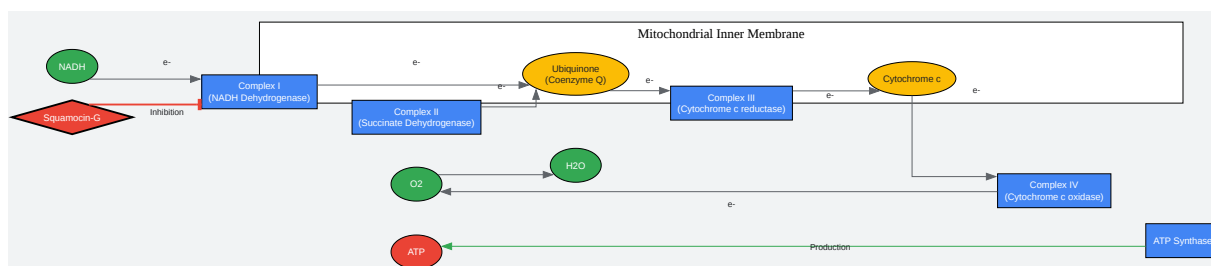 Mitochondrial Inner Membrane
NADH
e-
e-
Ubiquinone
(Coenzyme Q)
e-
e-
Cytochrome c
e-
e-
Complex I
(NADH Dehydrogenase)
Squamocin-G
Inhibition
Complex II
(Succinate Dehydrogenase)
Complex III
(Cytochrome c reductase)
H2O
O2
Complex IV
(Cytochrome c oxidase)
e-
ATP
Production
ATP Synthase